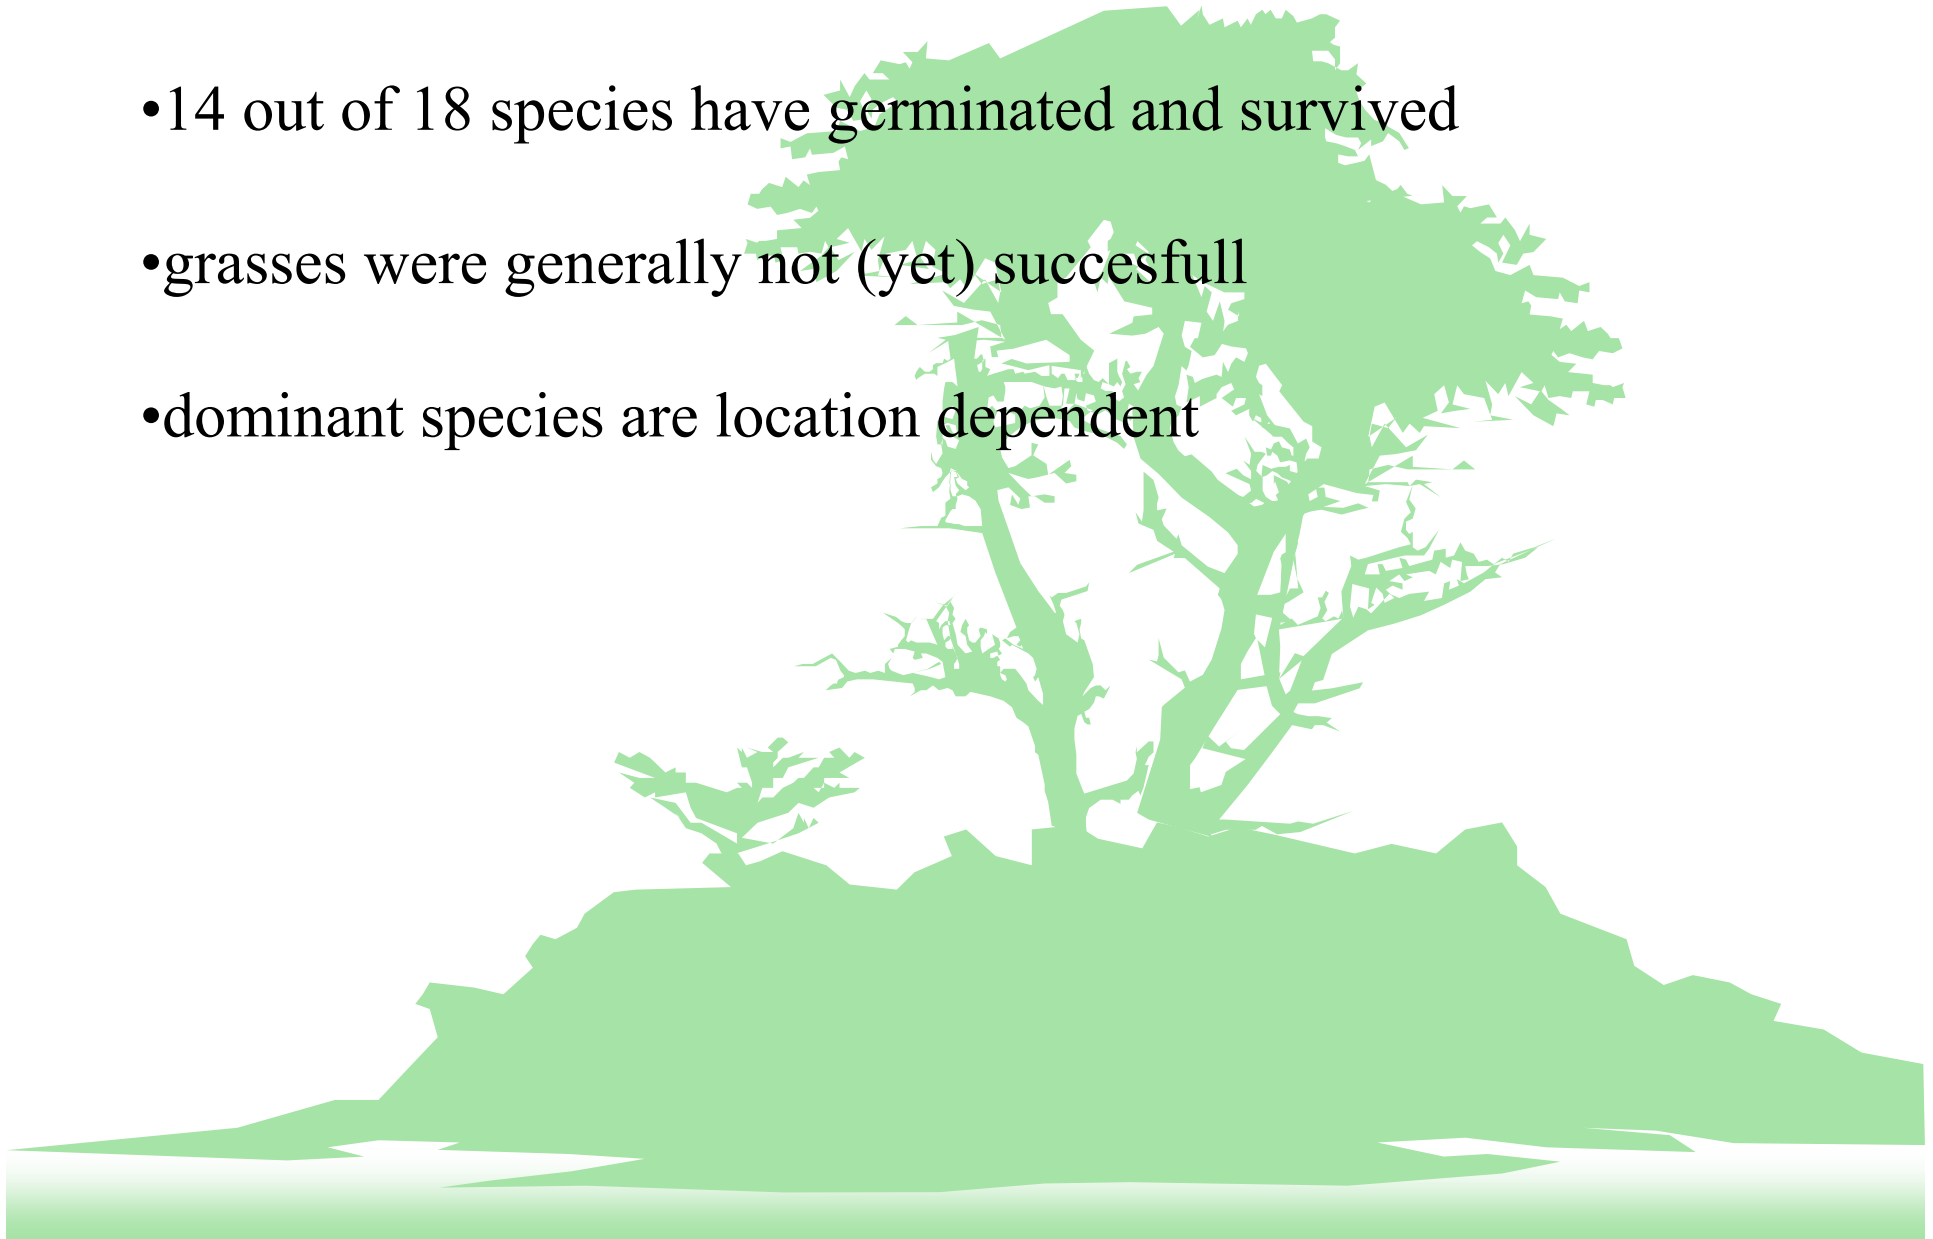 •14 out of 18 species have germinated and survived
•grasses were generally not (yet) succesfull
•dominant species are location dependent